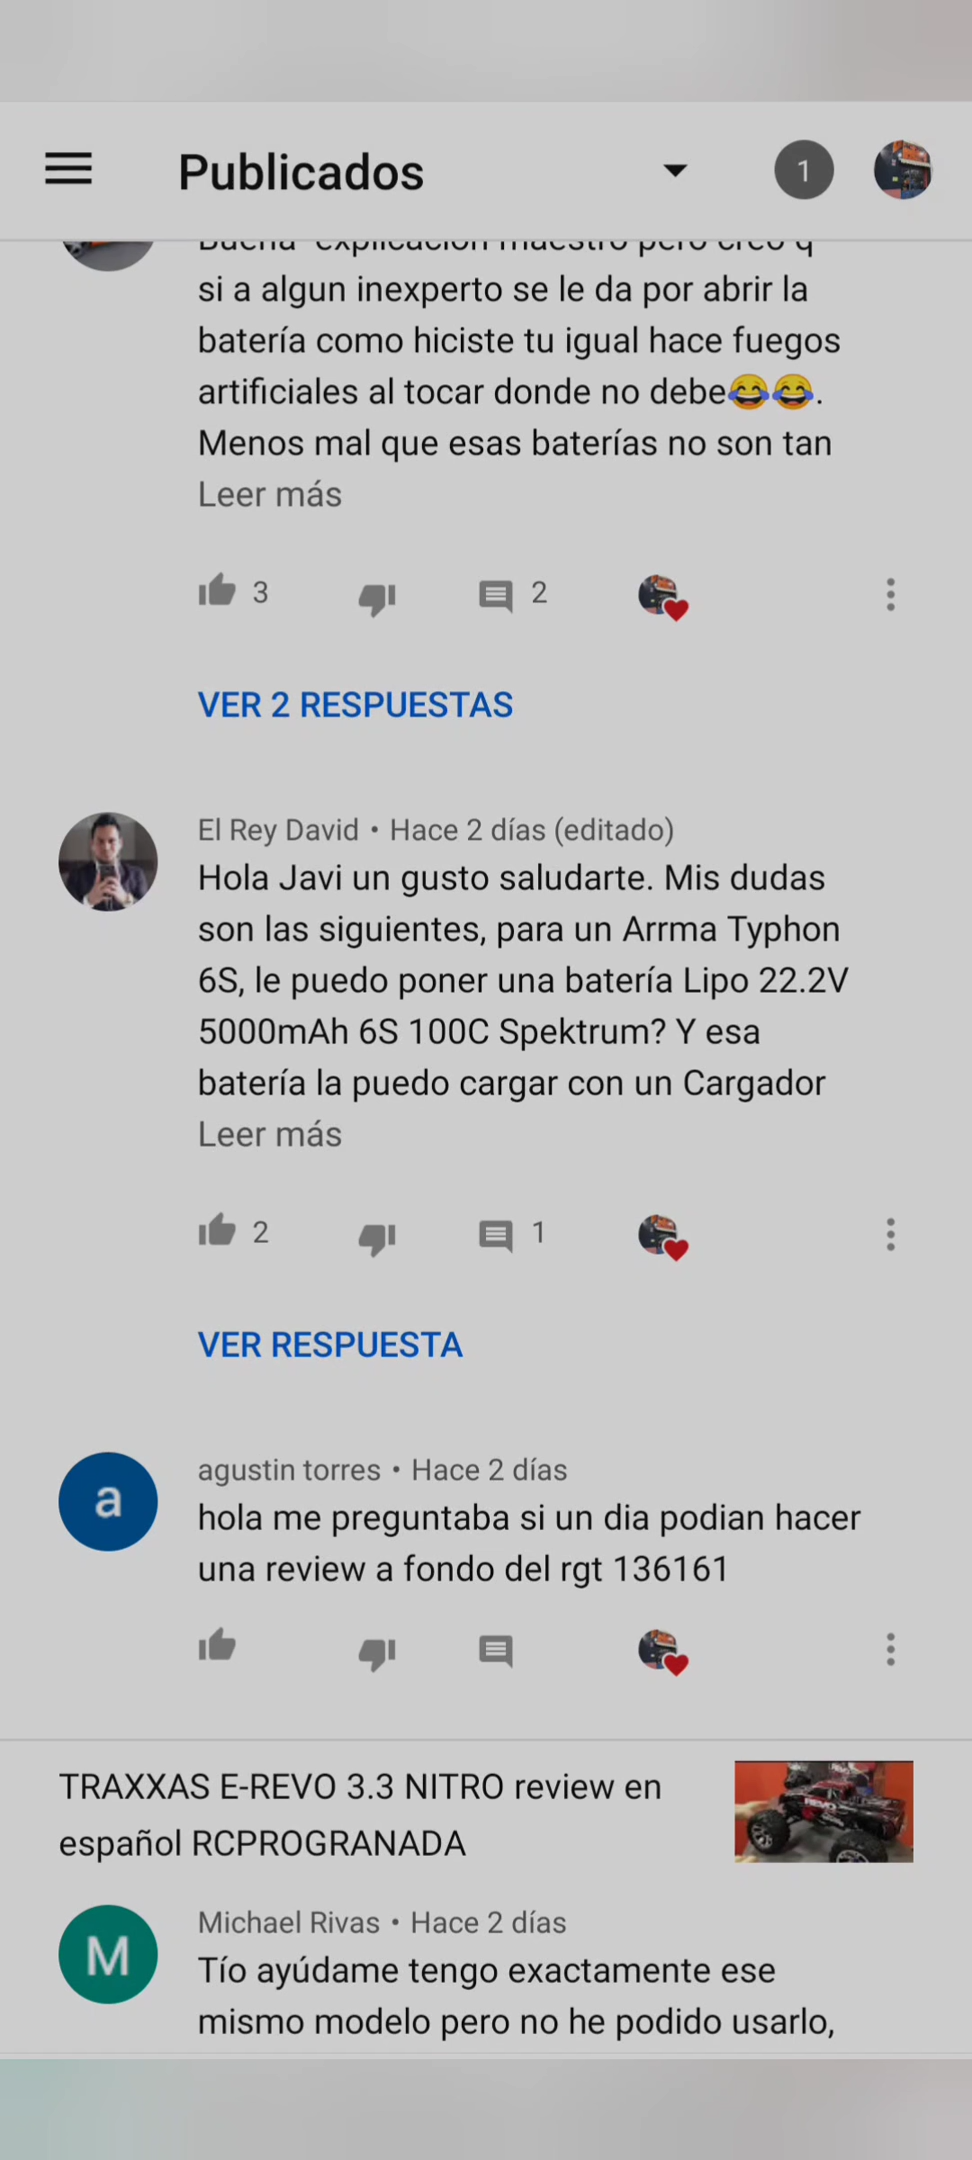 Publicados
1
Buena explicación maestro pero creo q
si a algun inexperto se le da por abrir la
batería como hiciste tu igual hace fuegos
artificiales al tocar donde no debe😂😂.
Menos mal que esas baterías no son tan
Leer más
3
2
VER 2 RESPUESTAS
El Rey David • Hace 2 días (editado)
Hola Javi un gusto saludarte. Mis dudas
son las siguientes, para un Arrma Typhon
6S, le puedo poner una batería Lipo 22.2V
5000mAh 6S 100C Spektrum? Y esa
batería la puedo cargar con un Cargador
Leer más
2
1
VER RESPUESTA
a
agustin torres • Hace 2 días
hola me preguntaba si un dia podian hacer
una review a fondo del rgt 136161
TRAXXAS E-REVO 3.3 NITRO review en
español RCPROGRANADA
REVO
M
Michael Rivas • Hace 2 días
Tío ayúdame tengo exactamente ese
mismo modelo pero no he podido usarlo,